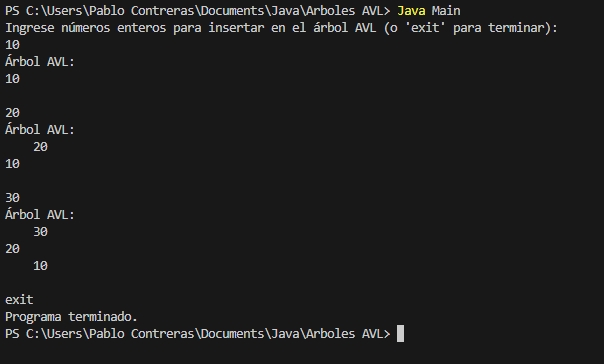 PS C:\Users\Pablo Contreras\Documents\Java\Arboles AVL> Java Main
Ingrese números enteros para insertar en el árbol AVL (o 'exit' para terminar):
10
Árbol AVL:
10

20
Árbol AVL:
    20
10

30
Árbol AVL:
    30
20
    10

exit
Programa terminado.
PS C:\Users\Pablo Contreras\Documents\Java\Arboles AVL>